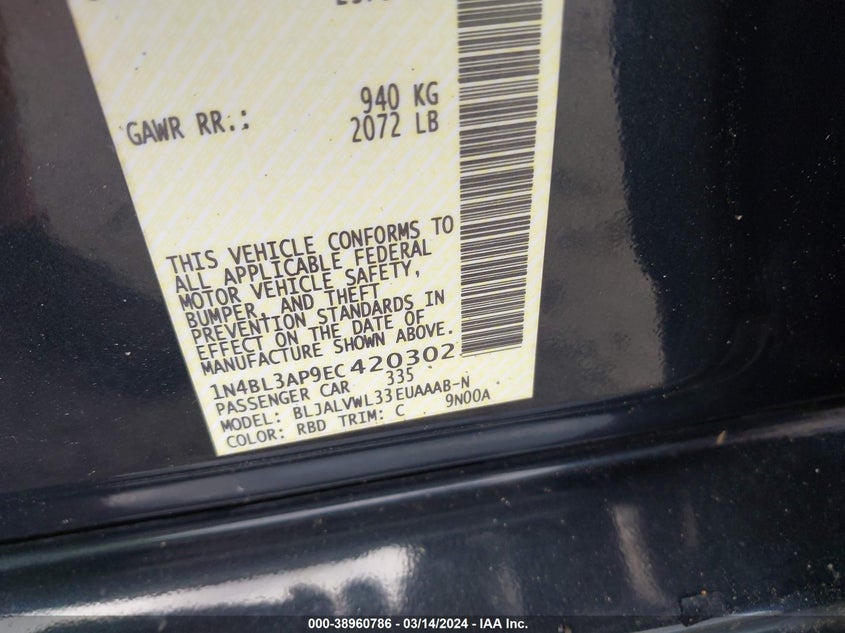 940 KG
GAWR RR.: 2072 LB
THIS VEHICLE CONFORMS TO
ALL APPLICABLE FEDERAL
MOTOR VEHICLE SAFETY,
BUMPER, AND THEFT
PREVENTION STANDARDS IN
EFFECT ON THE DATE OF
MANUFACTURE SHOWN ABOVE.
1N4BL3AP9EC420302
PASSENGER CAR 335
MODEL: BLJALVWL33EUAAAB-N
COLOR: RBD TRIM: C 9N00A
000-38960786 - 03/14/2024 - IAA Inc.